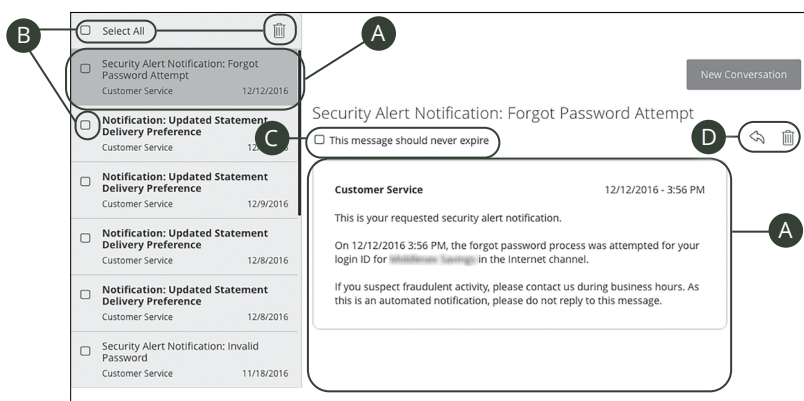 B
Select All
A
Security Alert Notification: Forgot
Password Attempt
Customer Service 12/12/2016
New Conversation
Notification: Updated Statement
Delivery Preference
Customer Service
Security Alert Notification: Forgot Password Attempt
C
This message should never expire
D
Notification: Updated Statement
Delivery Preference
Customer Service 12/9/2016
Notification: Updated Statement
Delivery Preference
Customer Service 12/8/2016
Notification: Updated Statement
Delivery Preference
Customer Service 12/8/2016
Security Alert Notification: Invalid
Password
Customer Service 11/18/2016
Customer Service 12/12/2016 - 3:56 PM
This is your requested security alert notification.
On 12/12/2016 3:56 PM, the forgot password process was attempted for your
login ID for in the Internet channel.
If you suspect fraudulent activity, please contact us during business hours. As
this is an automated notification, please do not reply to this message.
A